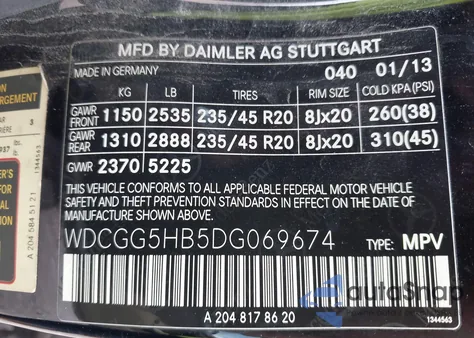 MFD BY DAIMLER AG STUTTGART
MADE IN GERMANY 040 01/13
KG LB TIRES RIM SIZE COLD KPA (PSI)
GAWR FRONT 1150 2535 235/45 R20 8Jx20 260(38)
GAWR REAR 1310 2888 235/45 R20 8Jx20 310(45)
GVWR 2370 5225
THIS VEHICLE CONFORMS TO ALL APPLICABLE FEDERAL MOTOR VEHICLE
SAFETY AND THEFT PREVENTION STANDARDS IN EFFECT ON THE DATE
OF MANUFACTURE SHOWN ABOVE.
WDCGG5HB5DG069674 TYPE: MPV
A 204 817 86 20
1344563
autoSnap
A 204 584 51 21
1344563
ON
ARGEMENT
3